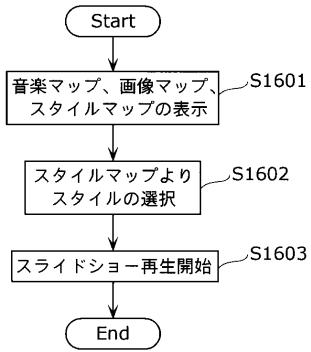 Start
音楽マップ、画像マップ、
スタイルマップの表示
S1601
スタイルマップより
スタイルの選択
S1602
スライドショー再生開始
S1603
End